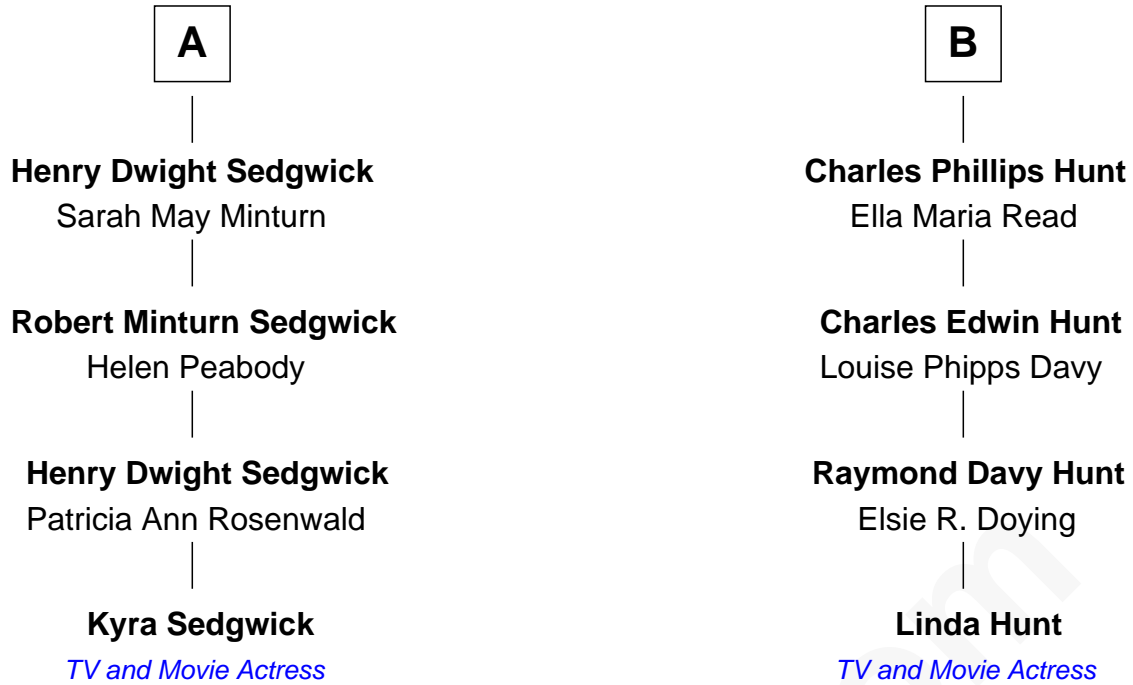 A
B
Henry Dwight Sedgwick
Sarah May Minturn
Charles Phillips Hunt
Ella Maria Read
Robert Minturn Sedgwick
Helen Peabody
Charles Edwin Hunt
Louise Phipps Davy
Henry Dwight Sedgwick
Patricia Ann Rosenwald
Raymond Davy Hunt
Elsie R. Doying
Kyra Sedgwick
TV and Movie Actress
Linda Hunt
TV and Movie Actress